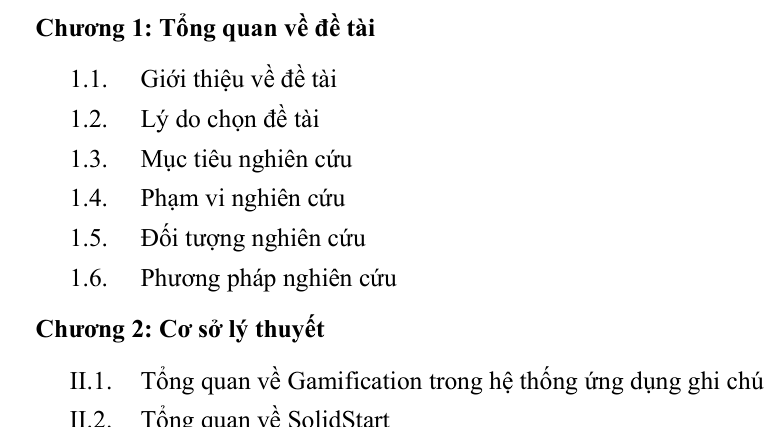 Chương 1: Tổng quan về đề tài
1.1. Giới thiệu về đề tài
1.2. Lý do chọn đề tài
1.3. Mục tiêu nghiên cứu
1.4. Phạm vi nghiên cứu
1.5. Đối tượng nghiên cứu
1.6. Phương pháp nghiên cứu
Chương 2: Cơ sở lý thuyết
II.1. Tổng quan về Gamification trong hệ thống ứng dụng ghi chú
II.2. Tổng quan về SolidStart